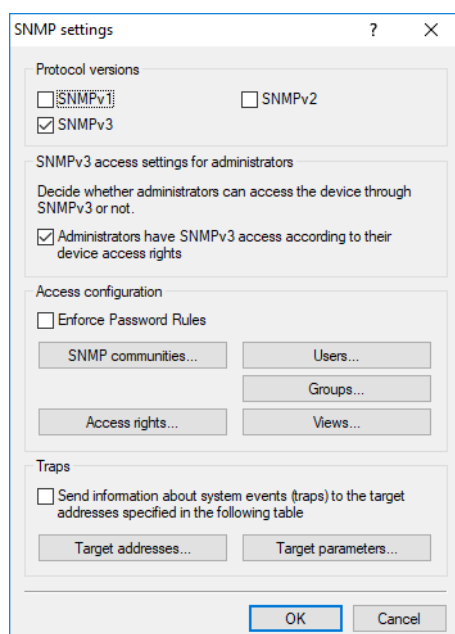 SNMP settings
?
Protocol versions
SNMPv1
SNMPv2
SNMPv3
SNMPv3 access settings for administrators
Decide whether administrators can access the device through
SNMPv3 or not.
Administrators have SNMPv3 access according to their
device access rights
Access configuration
Enforce Password Rules
SNMP communities...
Users...
Groups...
Access rights...
Views...
Traps
Send information about system events (traps) to the target
addresses specified in the following table
Target addresses...
Target parameters...
OK
Cancel